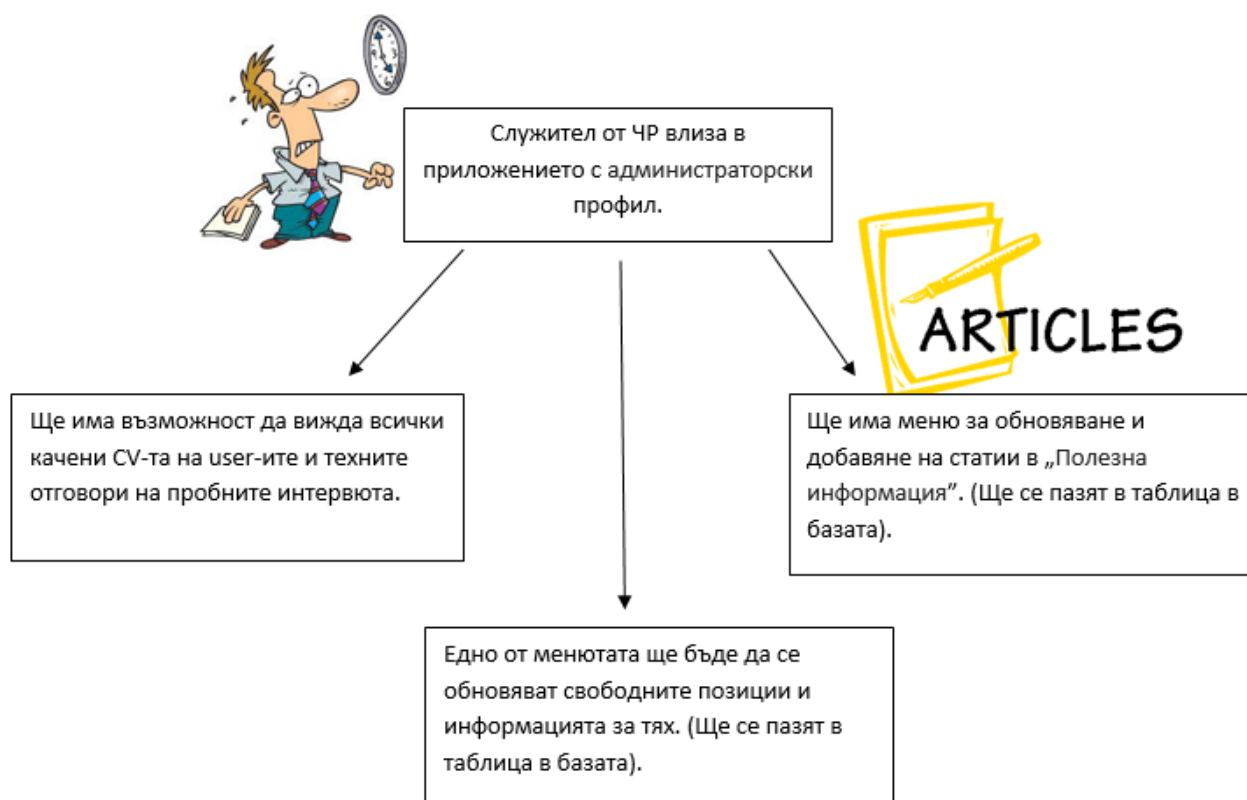 Служител от ЧР влиза в
приложението с администраторски
профил.
ARTICLES
Ще има възможност да вижда всички
качени CV-та на user-ите и техните
отговори на пробните интервюта.
Ще има меню за обновяване и
добавяне на статии в „Полезна
информация”. (Ще се пазят в таблица в
базата).
Едно от менютата ще бъде да се
обновяват свободните позиции и
информацията за тях. (Ще се пазят в
таблица в базата).